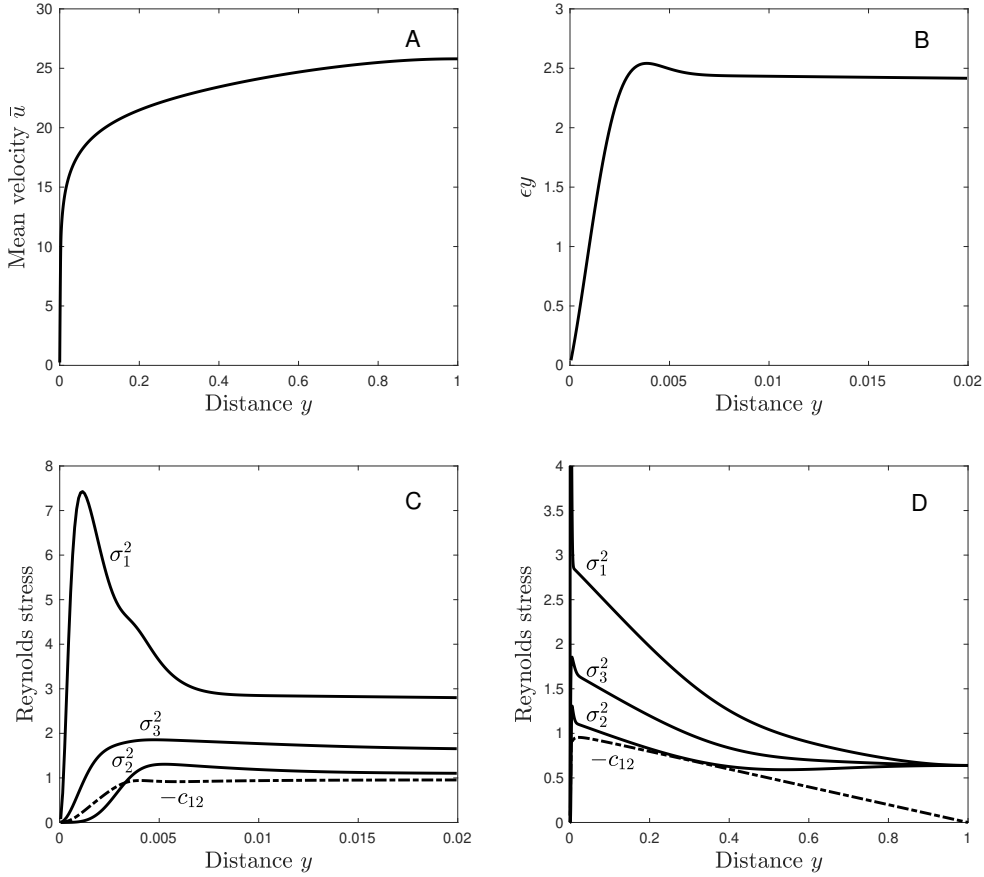 A
Mean velocity ū
30
25
20
15
10
5
0
0 0.2 0.4 0.6 0.8 1
Distance y
B
ϵy
3
2.5
2
1.5
1
0.5
0
0 0.005 0.01 0.015 0.02
Distance y
C
Reynolds stress
8
7
6
5
4
3
2
1
0
σ₁²
σ₃²
σ₂²
−c₁₂
0 0.005 0.01 0.015 0.02
Distance y
D
Reynolds stress
4
3.5
3
2.5
2
1.5
1
0.5
0
σ₁²
σ₃²
σ₂²
−c₁₂
0 0.2 0.4 0.6 0.8 1
Distance y